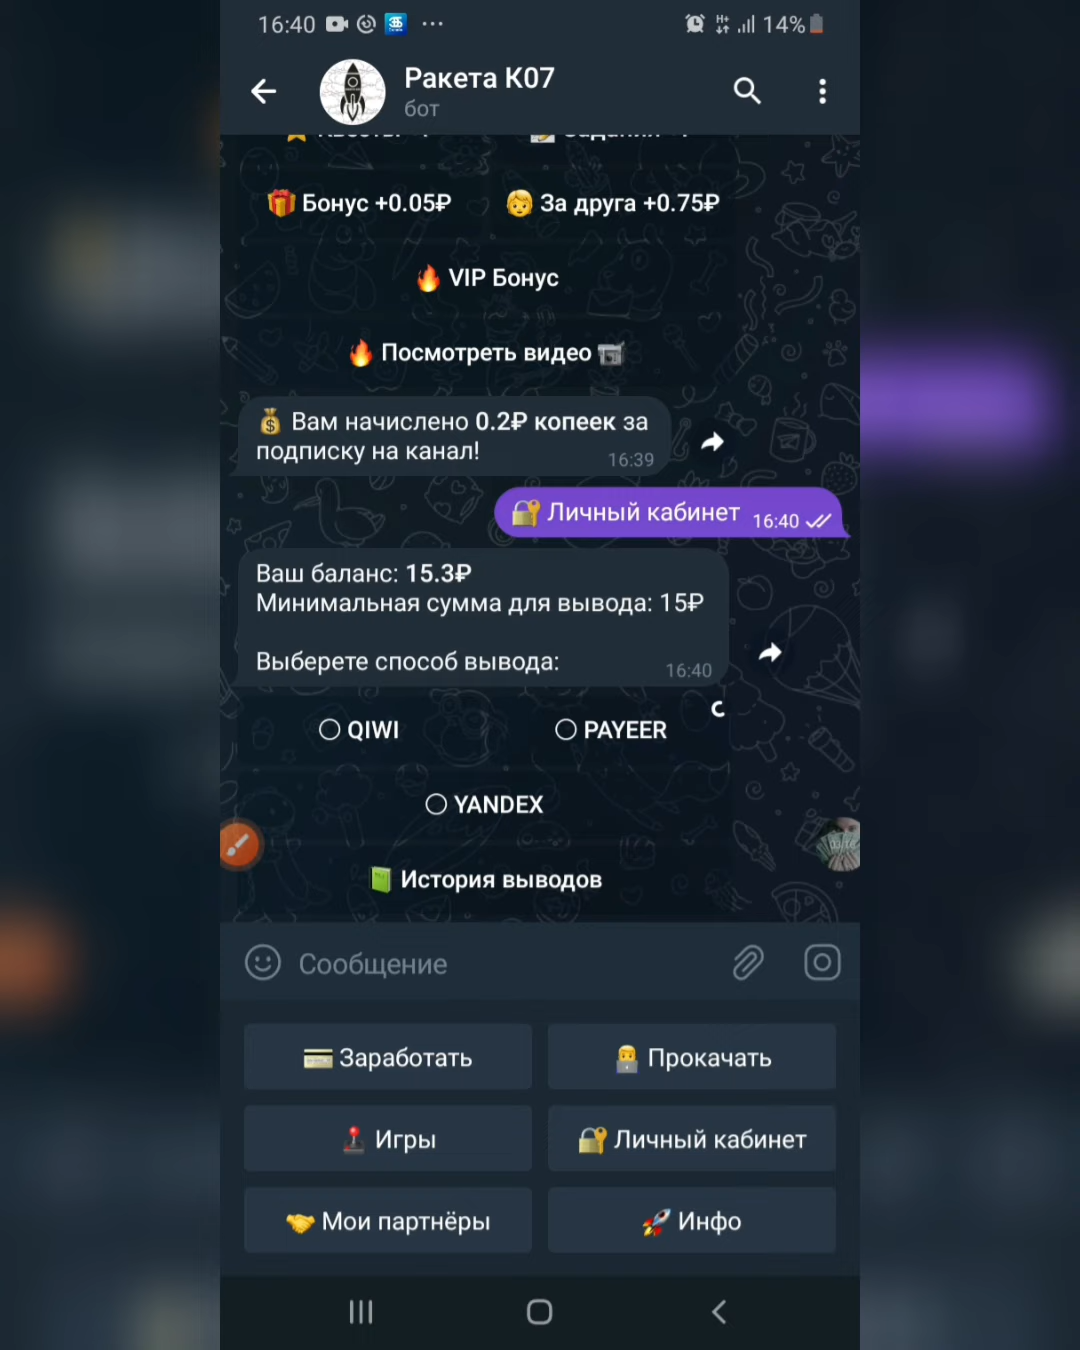 16:40 ... 14%
Ракета К07
бот
Бонус +0.05₽ За друга +0.75₽
VIP Бонус
Посмотреть видео
Вам начислено 0.2₽ копеек за
подписку на канал!
16:39
Личный кабинет 16:40
Ваш баланс: 15.3₽
Минимальная сумма для вывода: 15₽
Выберете способ вывода:
16:40
QIWI PAYEER
YANDEX
История выводов
Сообщение
Заработать Прокачать
Игры Личный кабинет
Мои партнёры Инфо